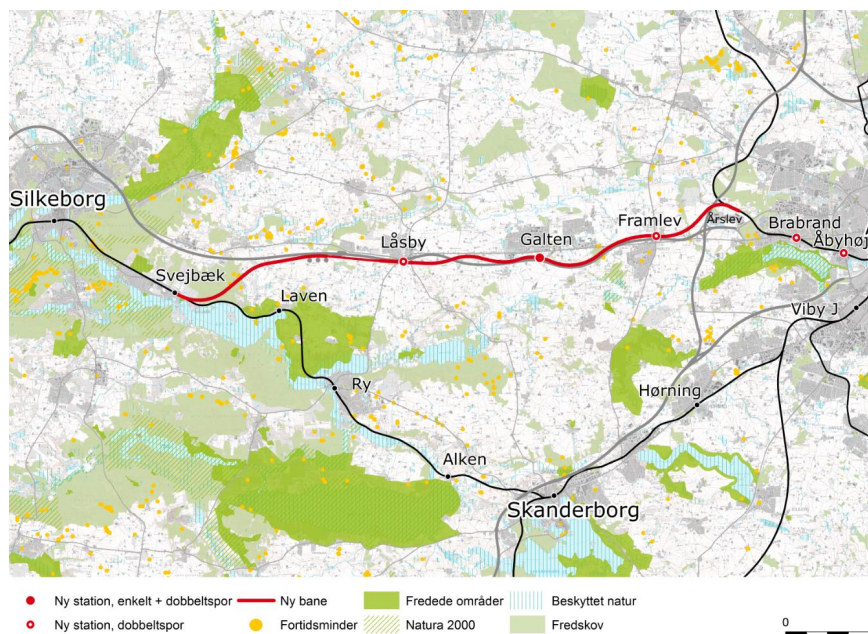 Silkeborg
Svejbæk
Låsby
Galten
Framlev
Årslev
Brabrand
Åbyhøj
Laven
Viby J
Ry
Hørning
Alken
Skanderborg
Ny station, enkelt + dobbeltspor
Ny bane
Fredede områder
Beskyttet natur
0
Ny station, dobbeltspor
Fortidsminder
Natura 2000
Fredskov